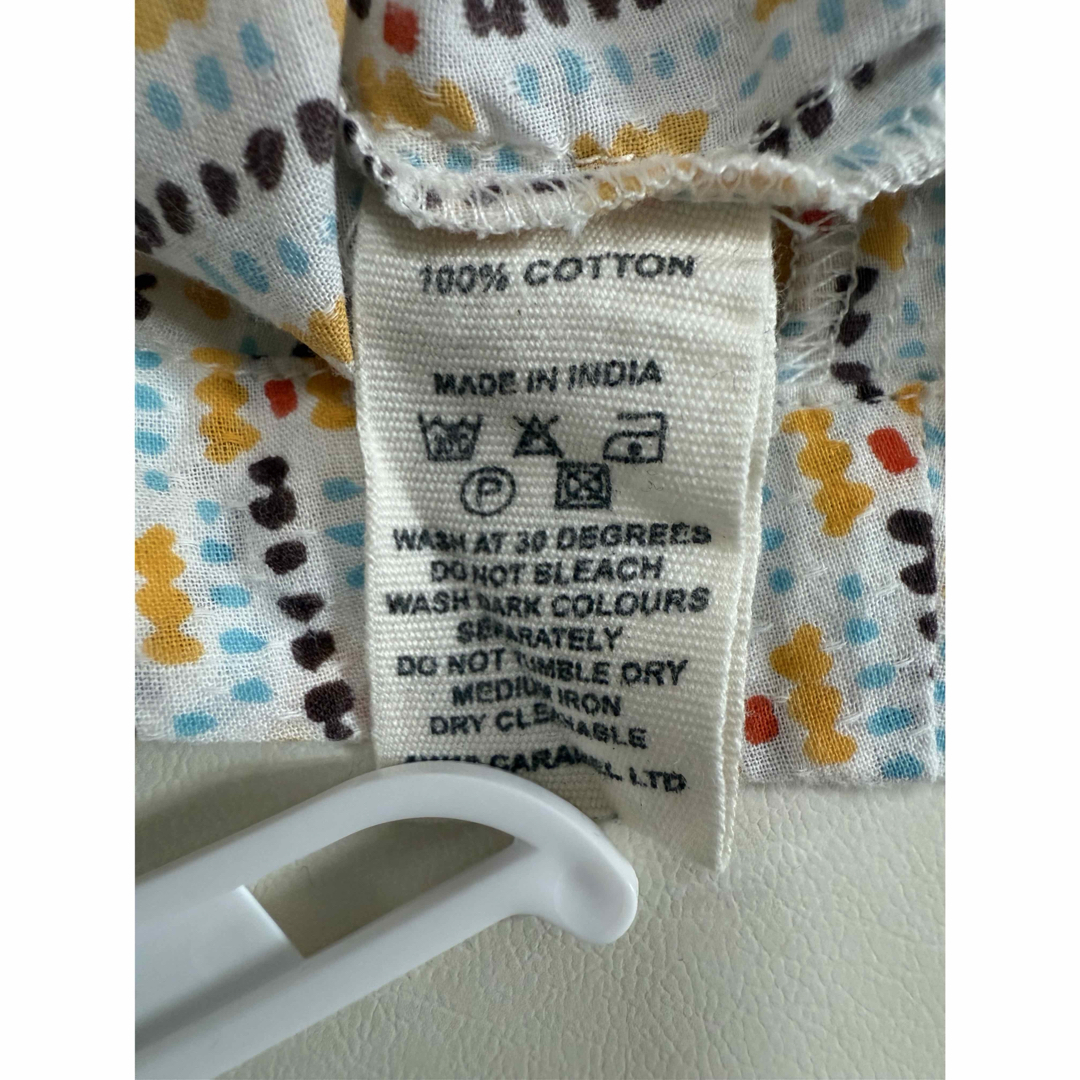 100% COTTON
MADE IN INDIA
30
P
WASH AT 30 DEGREES
DO NOT BLEACH
WASH DARK COLOURS
SEPARATELY
DO NOT TUMBLE DRY
MEDIUM IRON
DRY CLEANABLE
CARAMEL LTD